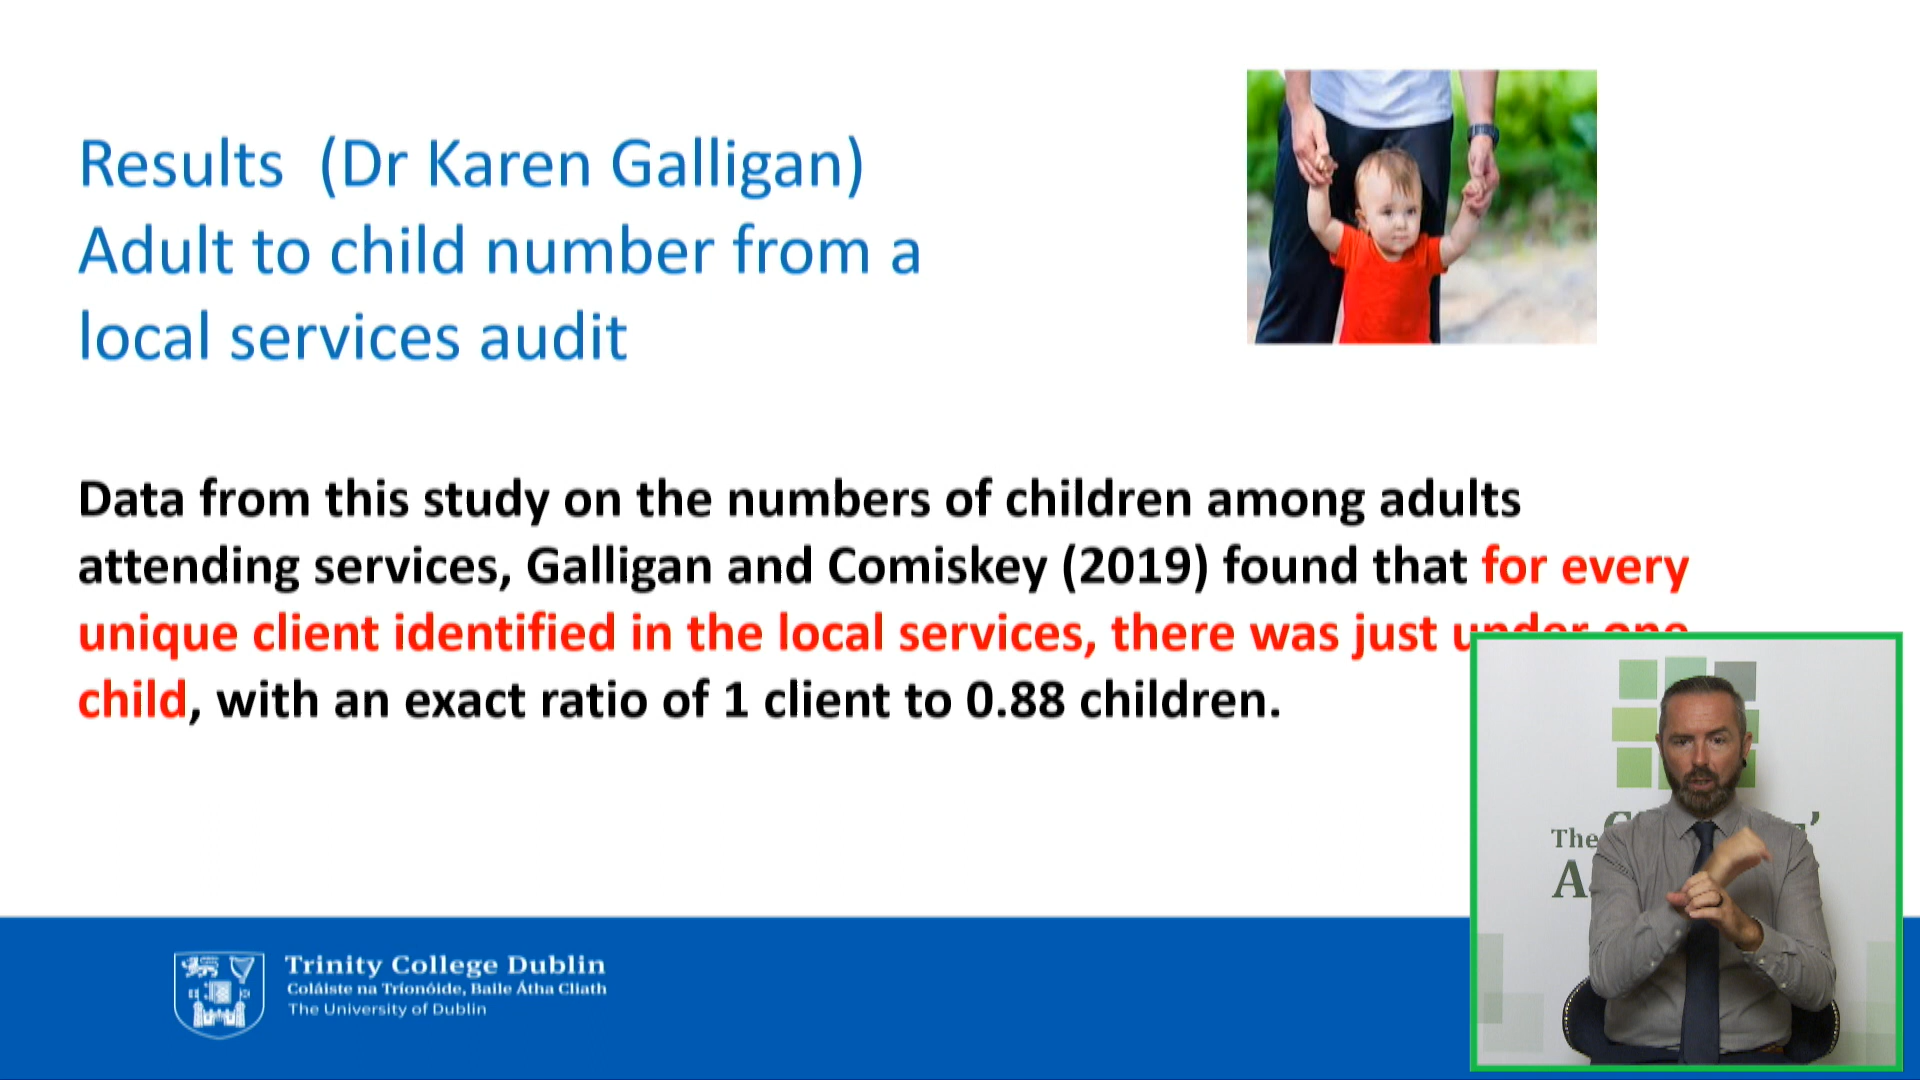 Results  (Dr Karen Galligan)
Adult to child number from a
local services audit
Data from this study on the numbers of children among adults
attending services, Galligan and Comiskey (2019) found that for every
unique client identified in the local services, there was just under one
child, with an exact ratio of 1 client to 0.88 children.
The
Trinity College Dublin
Coláiste na Tríonóide, Baile Átha Cliath
The University of Dublin